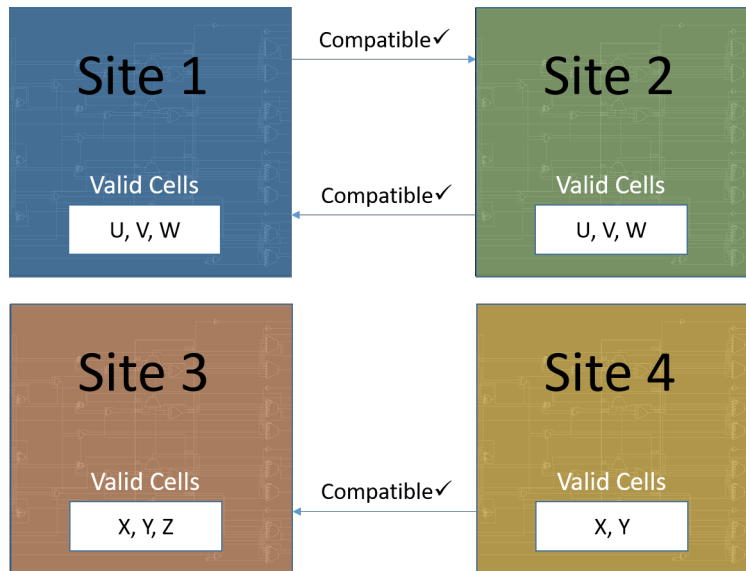 Site 1
Compatible✓
Site 2
Valid Cells
U, V, W
Compatible✓
Valid Cells
U, V, W
Site 3
Site 4
Valid Cells
X, Y, Z
Compatible✓
Valid Cells
X, Y